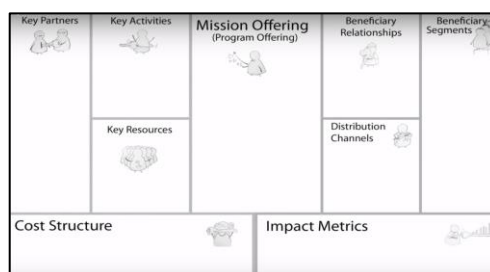 Key Partners
Key Activities
Mission Offering
(Program Offering)
Beneficiary
Relationships
Beneficiary
Segments
Key Resources
Distribution
Channels
Cost Structure
Impact Metrics